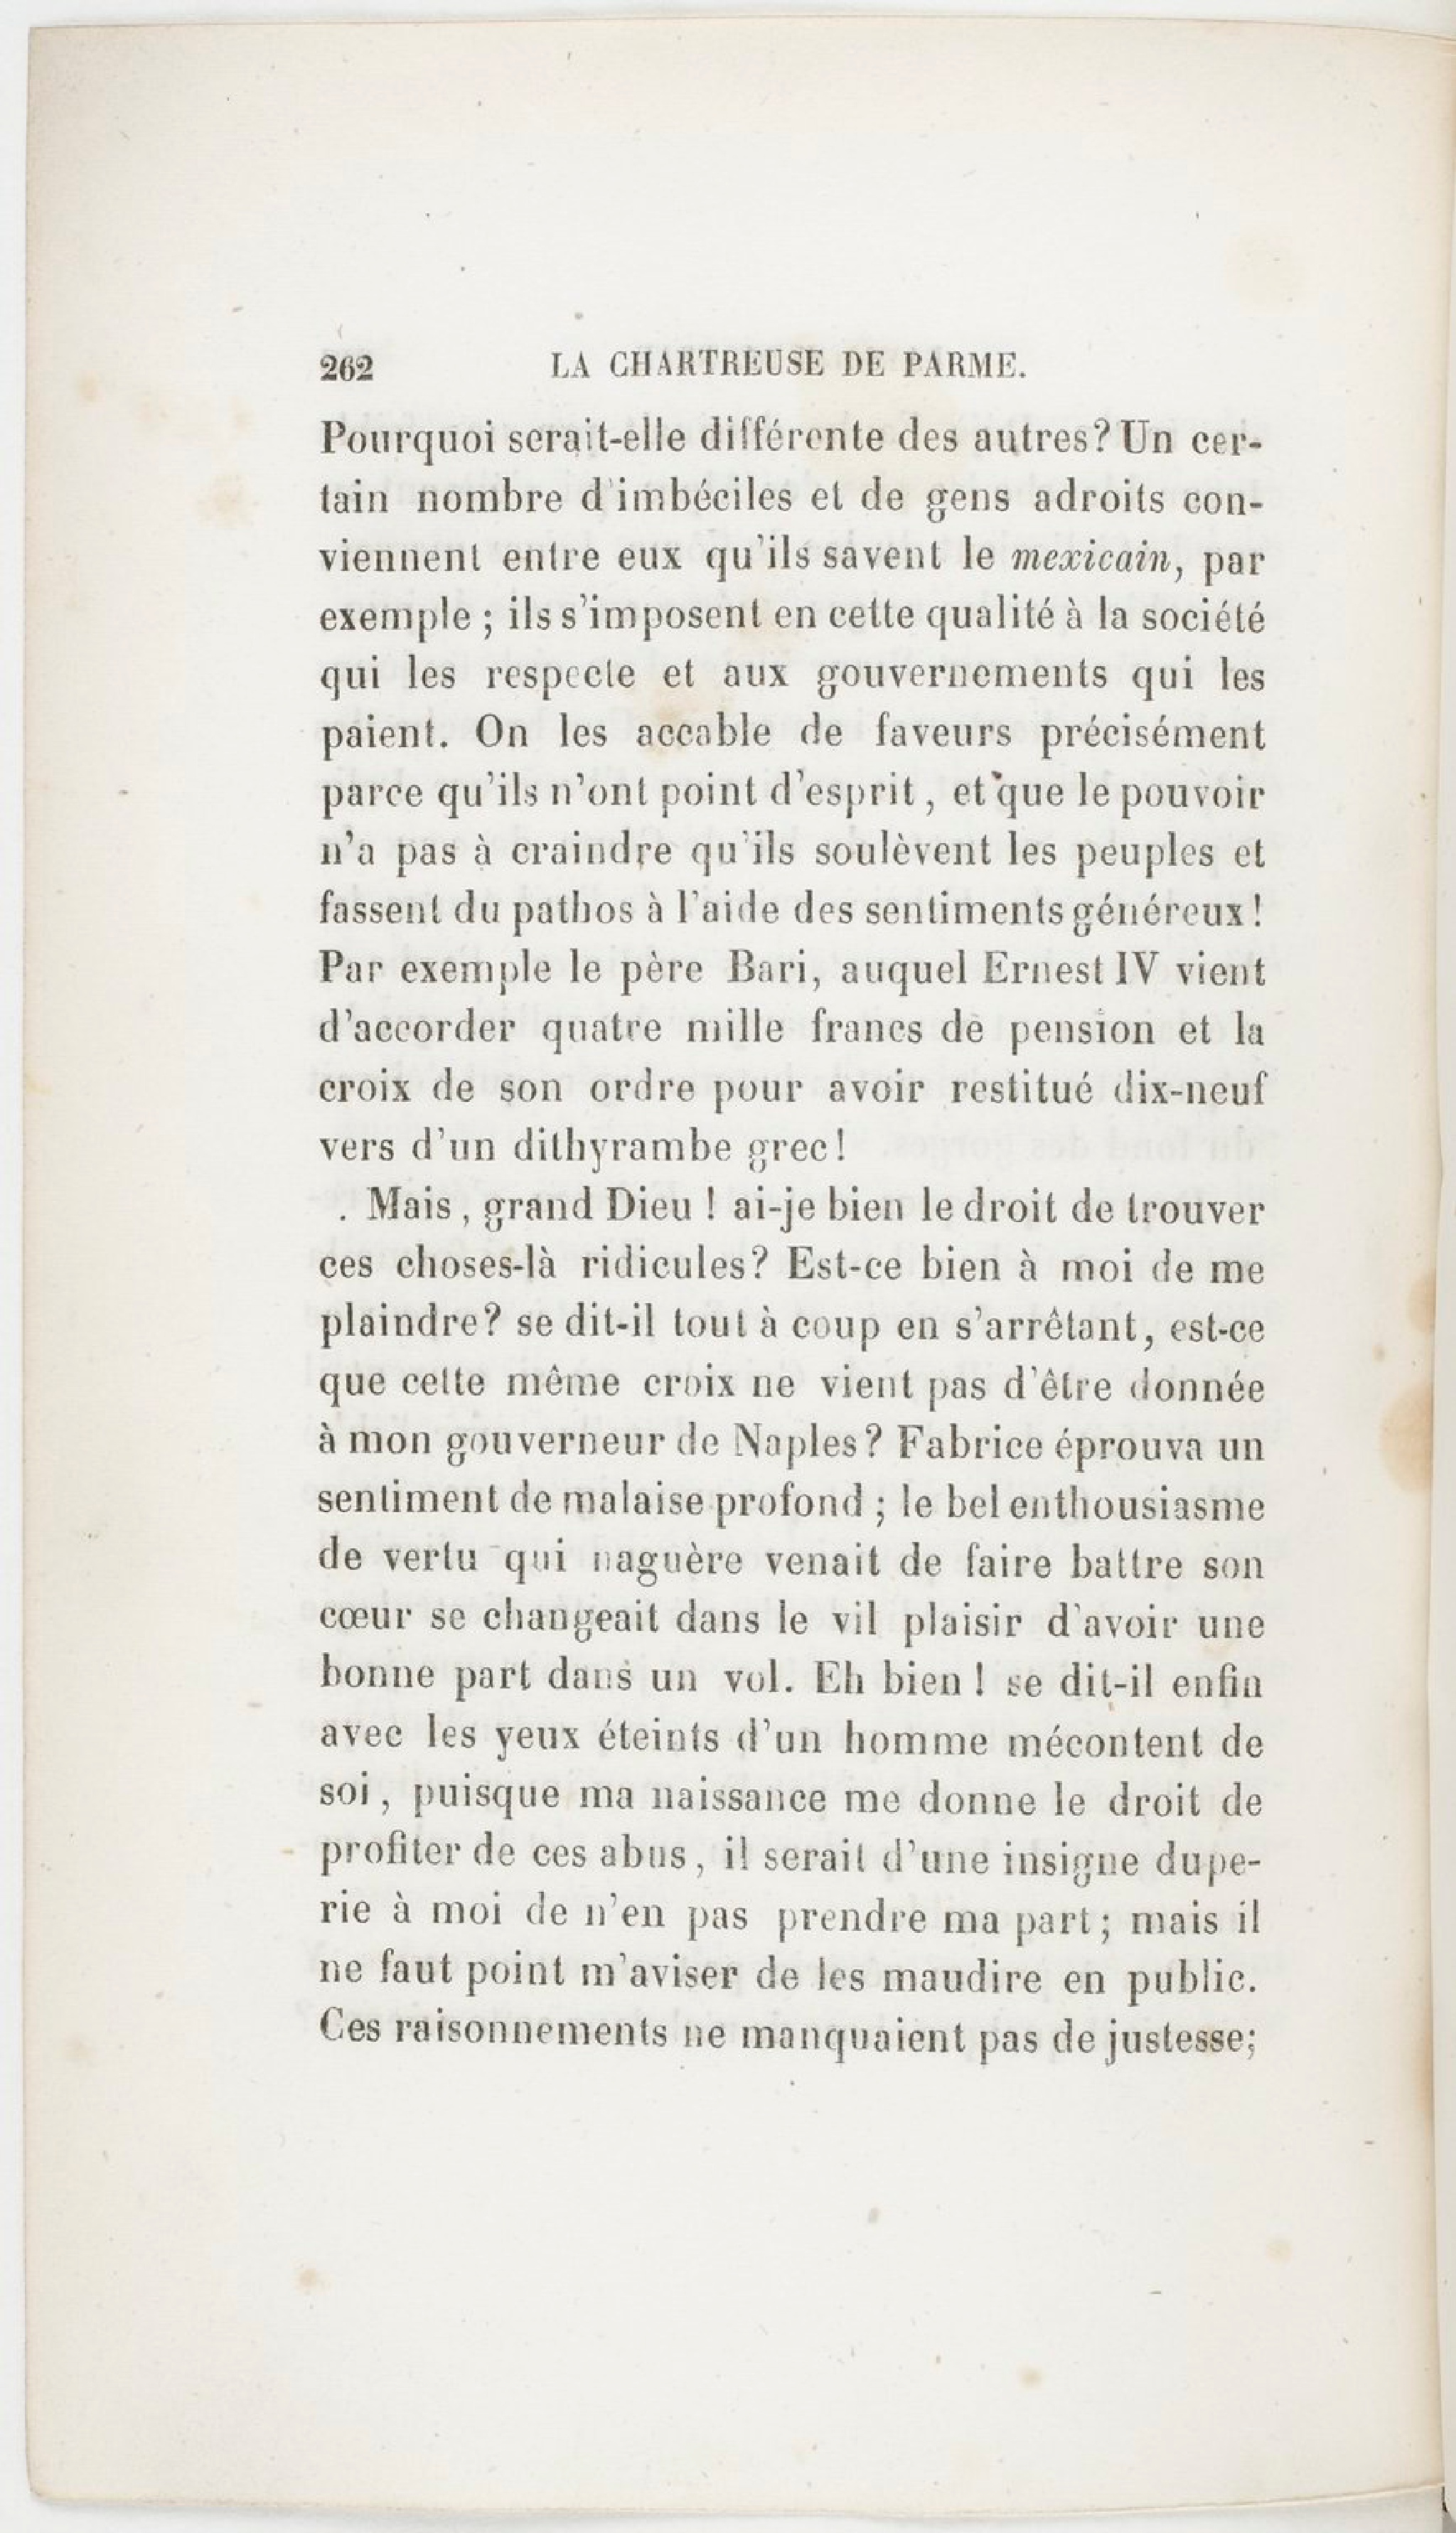 262 LA CHARTREUSE DE PARME.
Pourquoi serait-elle différente des autres? Un cer-
tain nombre d'imbéciles et de gens adroits con-
viennent entre eux qu'ils savent le mexicain, par
exemple ; ils s'imposent en cette qualité à la société
qui les respecte et aux gouvernements qui les
paient. On les accable de faveurs précisément
parce qu'ils n'ont point d'esprit, et que le pouvoir
n'a pas à craindre qu'ils soulèvent les peuples et
fassent du pathos à l'aide des sentiments généreux!
Par exemple le père Bari, auquel Ernest IV vient
d'accorder quatre mille francs de pension et la
croix de son ordre pour avoir restitué dix-neuf
vers d'un dithyrambe grec!
. Mais, grand Dieu ! ai-je bien le droit de trouver
ces choses-là ridicules? Est-ce bien à moi de me
plaindre? se dit-il tout à coup en s'arrêtant, est-ce
que cette même croix ne vient pas d'être donnée
à mon gouverneur de Naples? Fabrice éprouva un
sentiment de malaise profond ; le bel enthousiasme
de vertu qui naguère venait de faire battre son
cœur se changeait dans le vil plaisir d'avoir une
bonne part dans un vol. Eh bien ! se dit-il enfin
avec les yeux éteints d'un homme mécontent de
soi, puisque ma naissance me donne le droit de
profiter de ces abus, il serait d'une insigne dupe-
rie à moi de n'en pas prendre ma part; mais il
ne faut point m'aviser de les maudire en public.
Ces raisonnements ne manquaient pas de justesse;